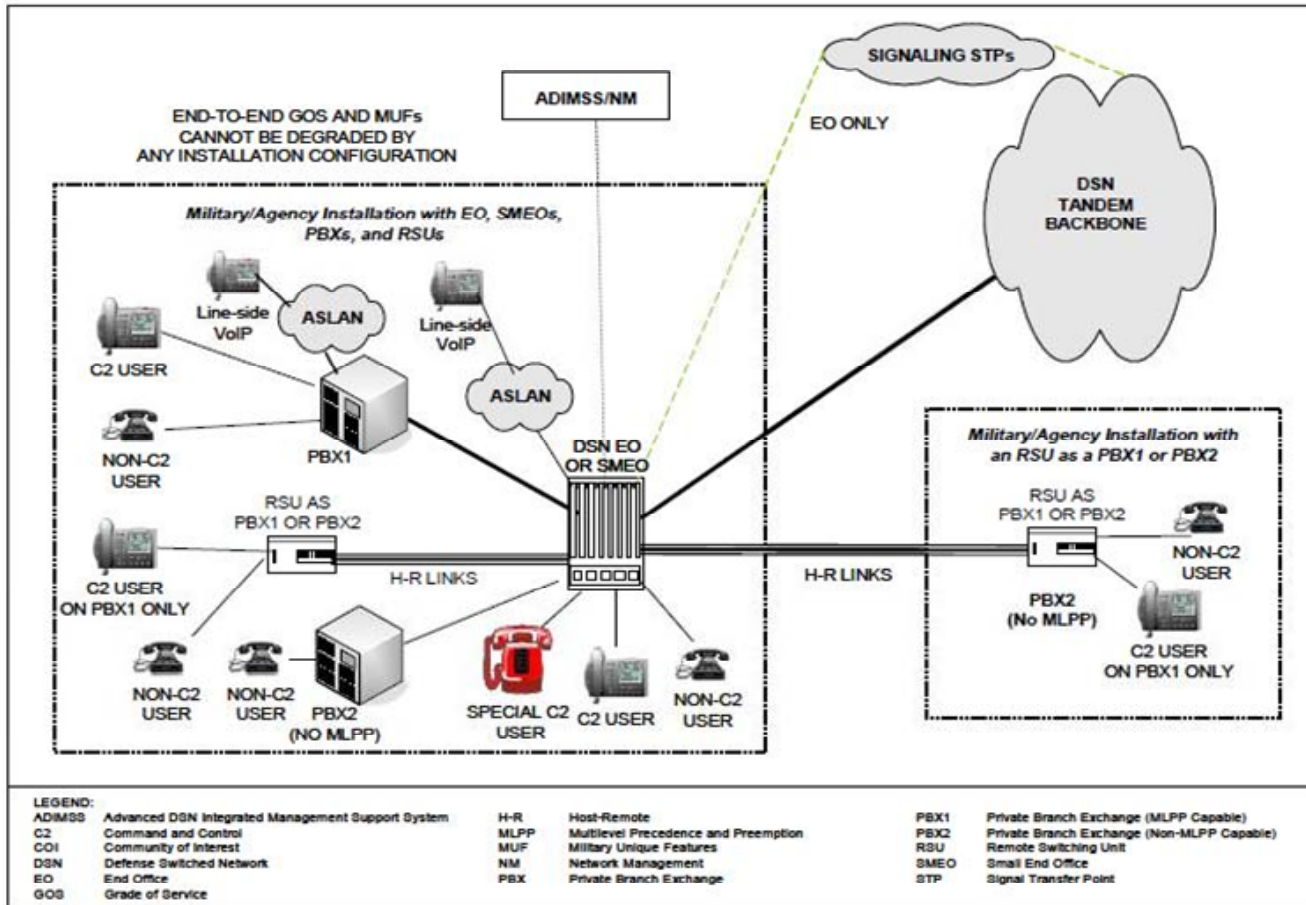 SIGNALING STPs
ADIMSS/NM
EO ONLY
END-TO-END GOS AND MUFs
CANNOT BE DEGRADED BY
ANY INSTALLATION CONFIGURATION
DSN
TANDEM
BACKBONE
Military/Agency Installation with EO, SMEOs,
PBXs, and RSUs
Line-side
VoIP
ASLAN
Line-side
VoIP
C2 USER
ASLAN
NON-C2
USER
PBX1
DSN EO
OR SMEO
RSU AS
PBX1 OR PBX2
C2 USER
ON PBX1 ONLY
H-R LINKS
NON-C2
USER
NON-C2
USER
PBX2
(NO MLPP)
SPECIAL C2
USER
C2 USER
NON-C2
USER
H-R LINKS
Military/Agency Installation with
an RSU as a PBX1 or PBX2
RSU AS
PBX1 OR PBX2
NON-C2
USER
PBX2
(No MLPP)
C2 USER
ON PBX1 ONLY
LEGEND:
ADIMSS Advanced DSN Integrated Management Support System
C2 Command and Control
COI Community of Interest
DSN Defense Switched Network
EO End Office
GOS Grade of Service
H-R Host-Remote
MLPP Multilevel Precedence and Preemption
MUF Military Unique Features
NM Network Management
PBX Private Branch Exchange
PBX1 Private Branch Exchange (MLPP Capable)
PBX2 Private Branch Exchange (Non-MLPP Capable)
RSU Remote Switching Unit
SMEO Small End Office
STP Signal Transfer Point